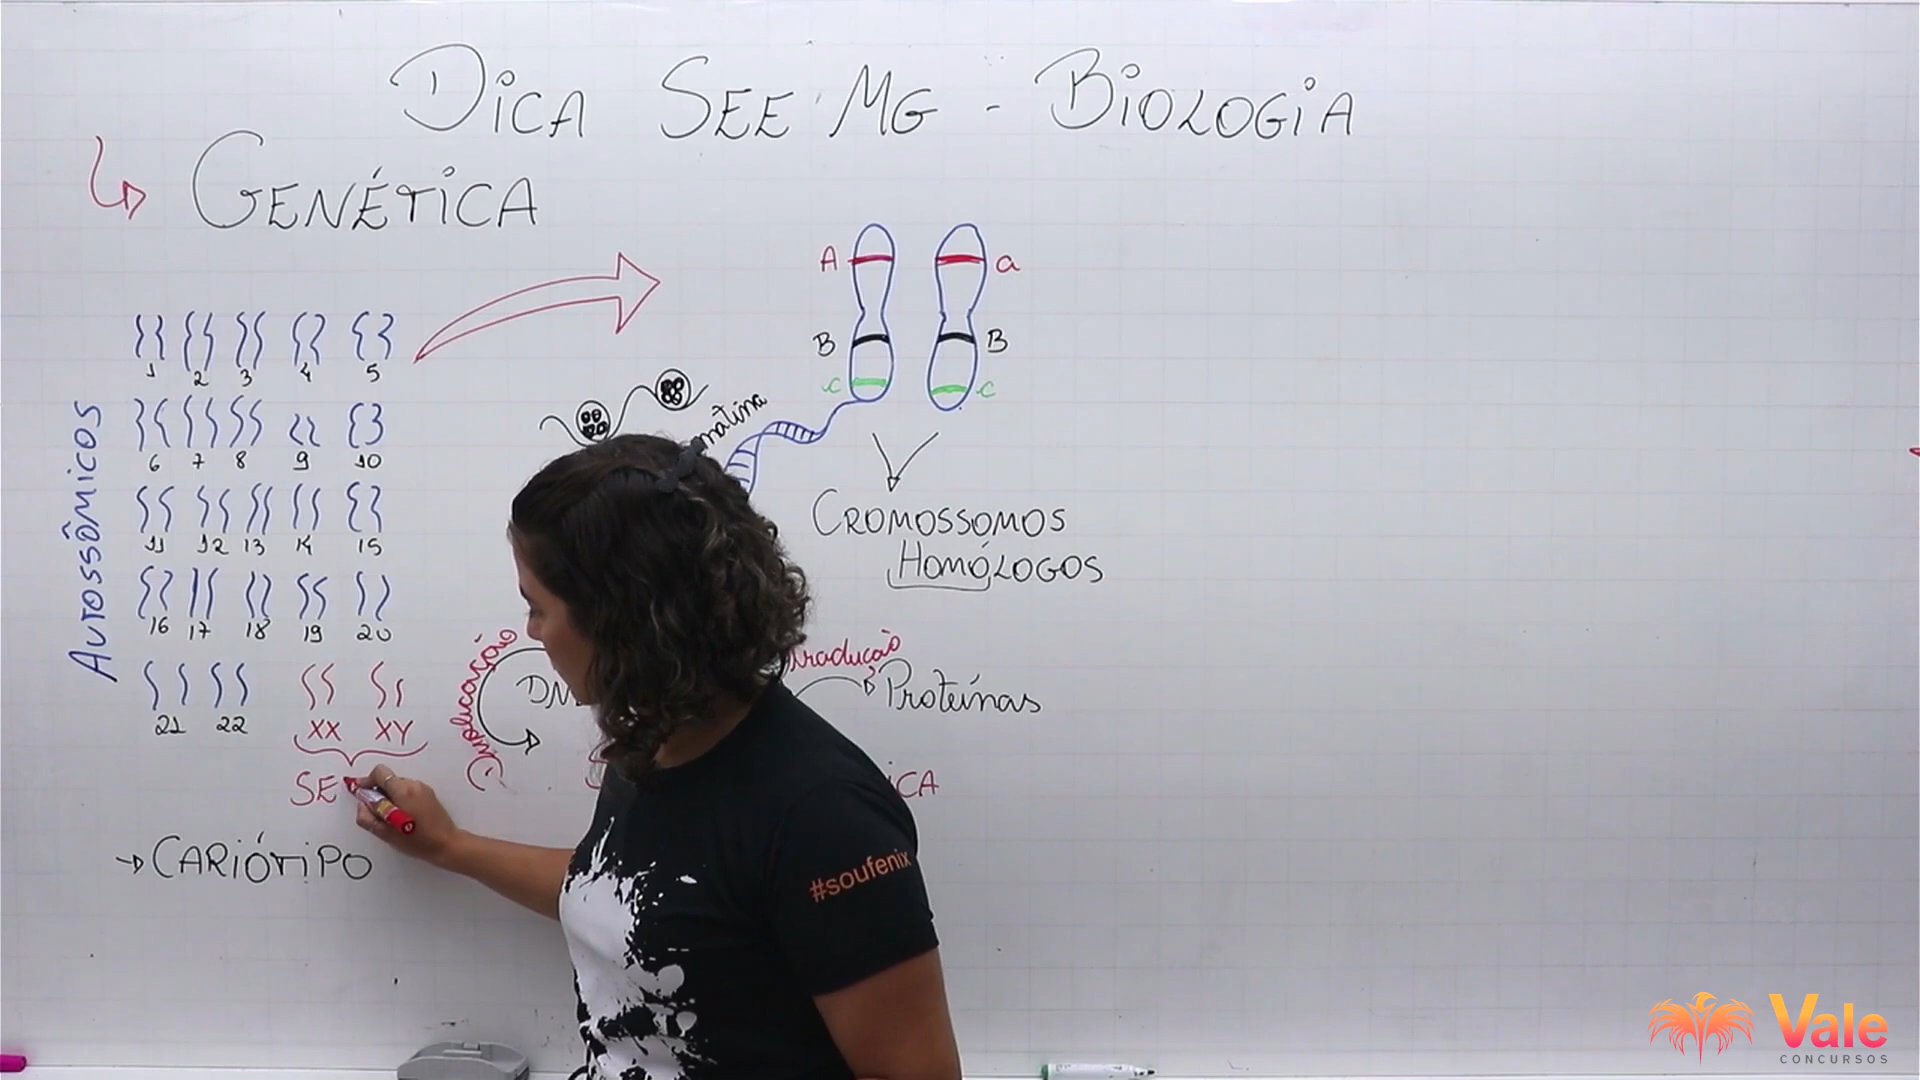 DICA SEE MG - BIOLOGIA
GENÉTICA
AUTOSSÔMICOS
1 2 3 4 5
6 7 8 9 10
11 12 13 14 15
16 17 18 19 20
21 22 XX XY
SE
→ CARIÓTIPO
A a
B B
c c
CROMOSSOMOS
HOMÓLOGOS
tradução
Proteínas
#soufenix
Vale
CONCURSOS